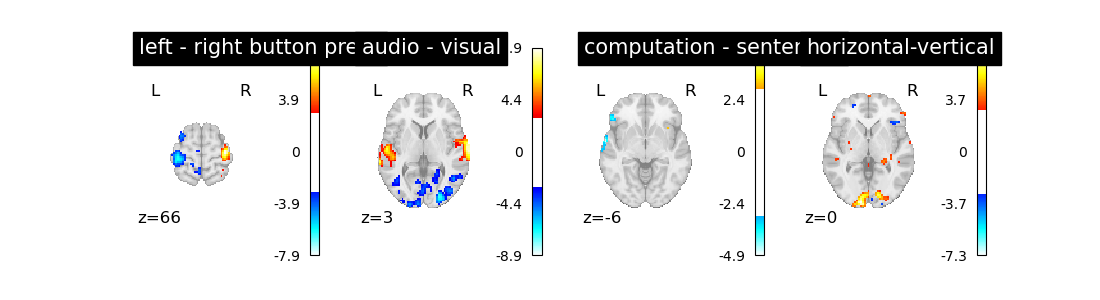 left - right button pre
audio - visual
computation - senten
horizontal-vertical
L R
3.9
0
-3.9
-7.9
z=66
L R
.9
4.4
0
-4.4
-8.9
z=3
L R
2.4
0
-2.4
-4.9
z=-6
L R
3.7
0
-3.7
-7.3
z=0